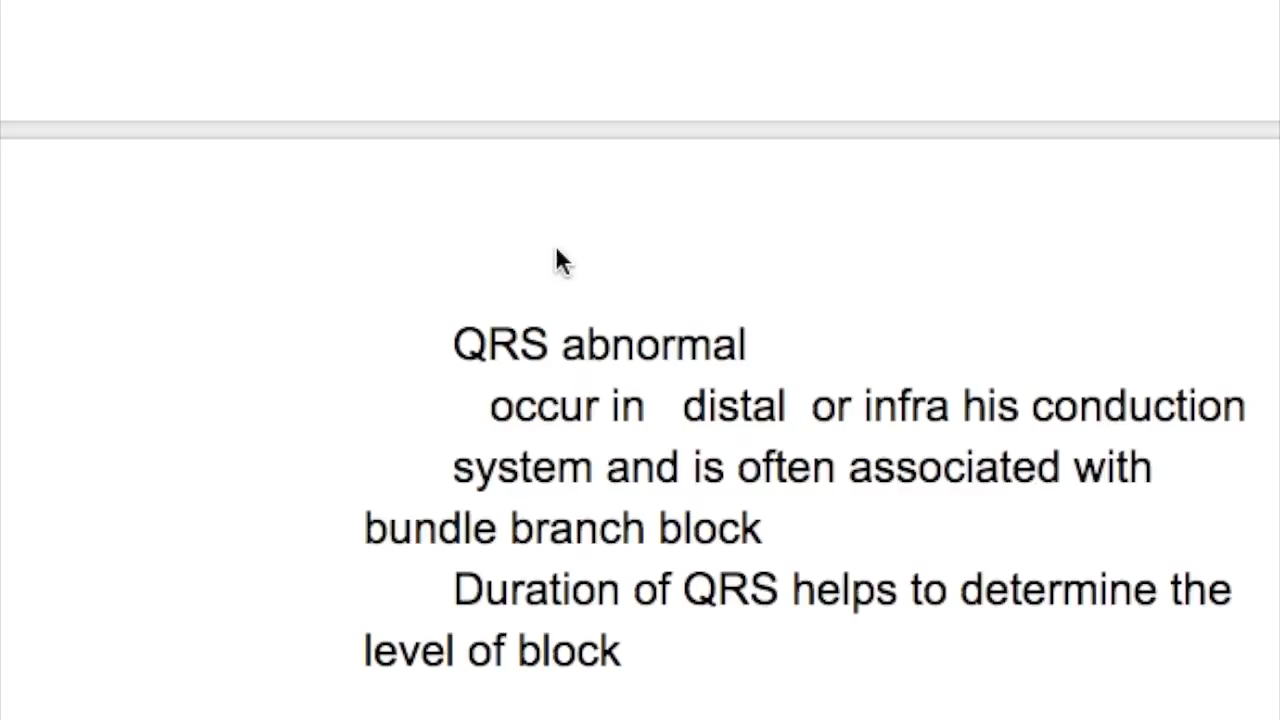 QRS abnormal
occur in distal or infra his conduction
system and is often associated with
bundle branch block
Duration of QRS helps to determine the
level of block